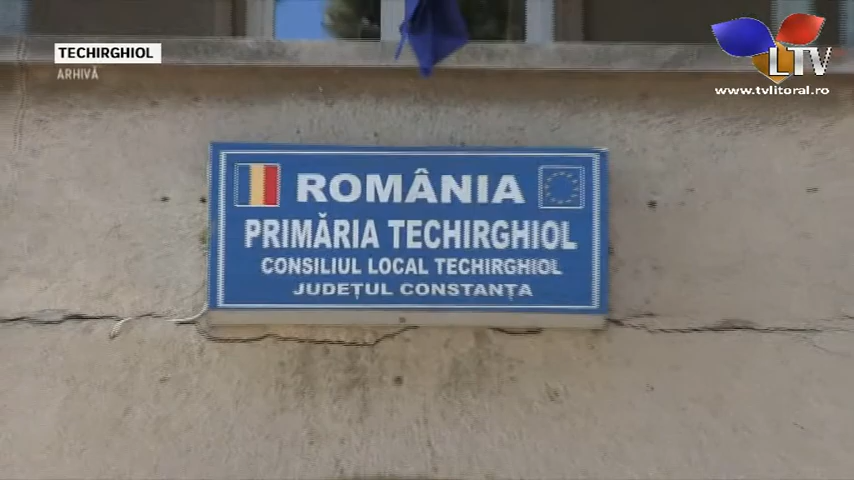 TECHIRGHIOL
ARHIVĂ
LTV
www.tvlitoral.ro
ROMÂNIA
PRIMĂRIA TECHIRGHIOL
CONSILIUL LOCAL TECHIRGHIOL
JUDEȚUL CONSTANȚA